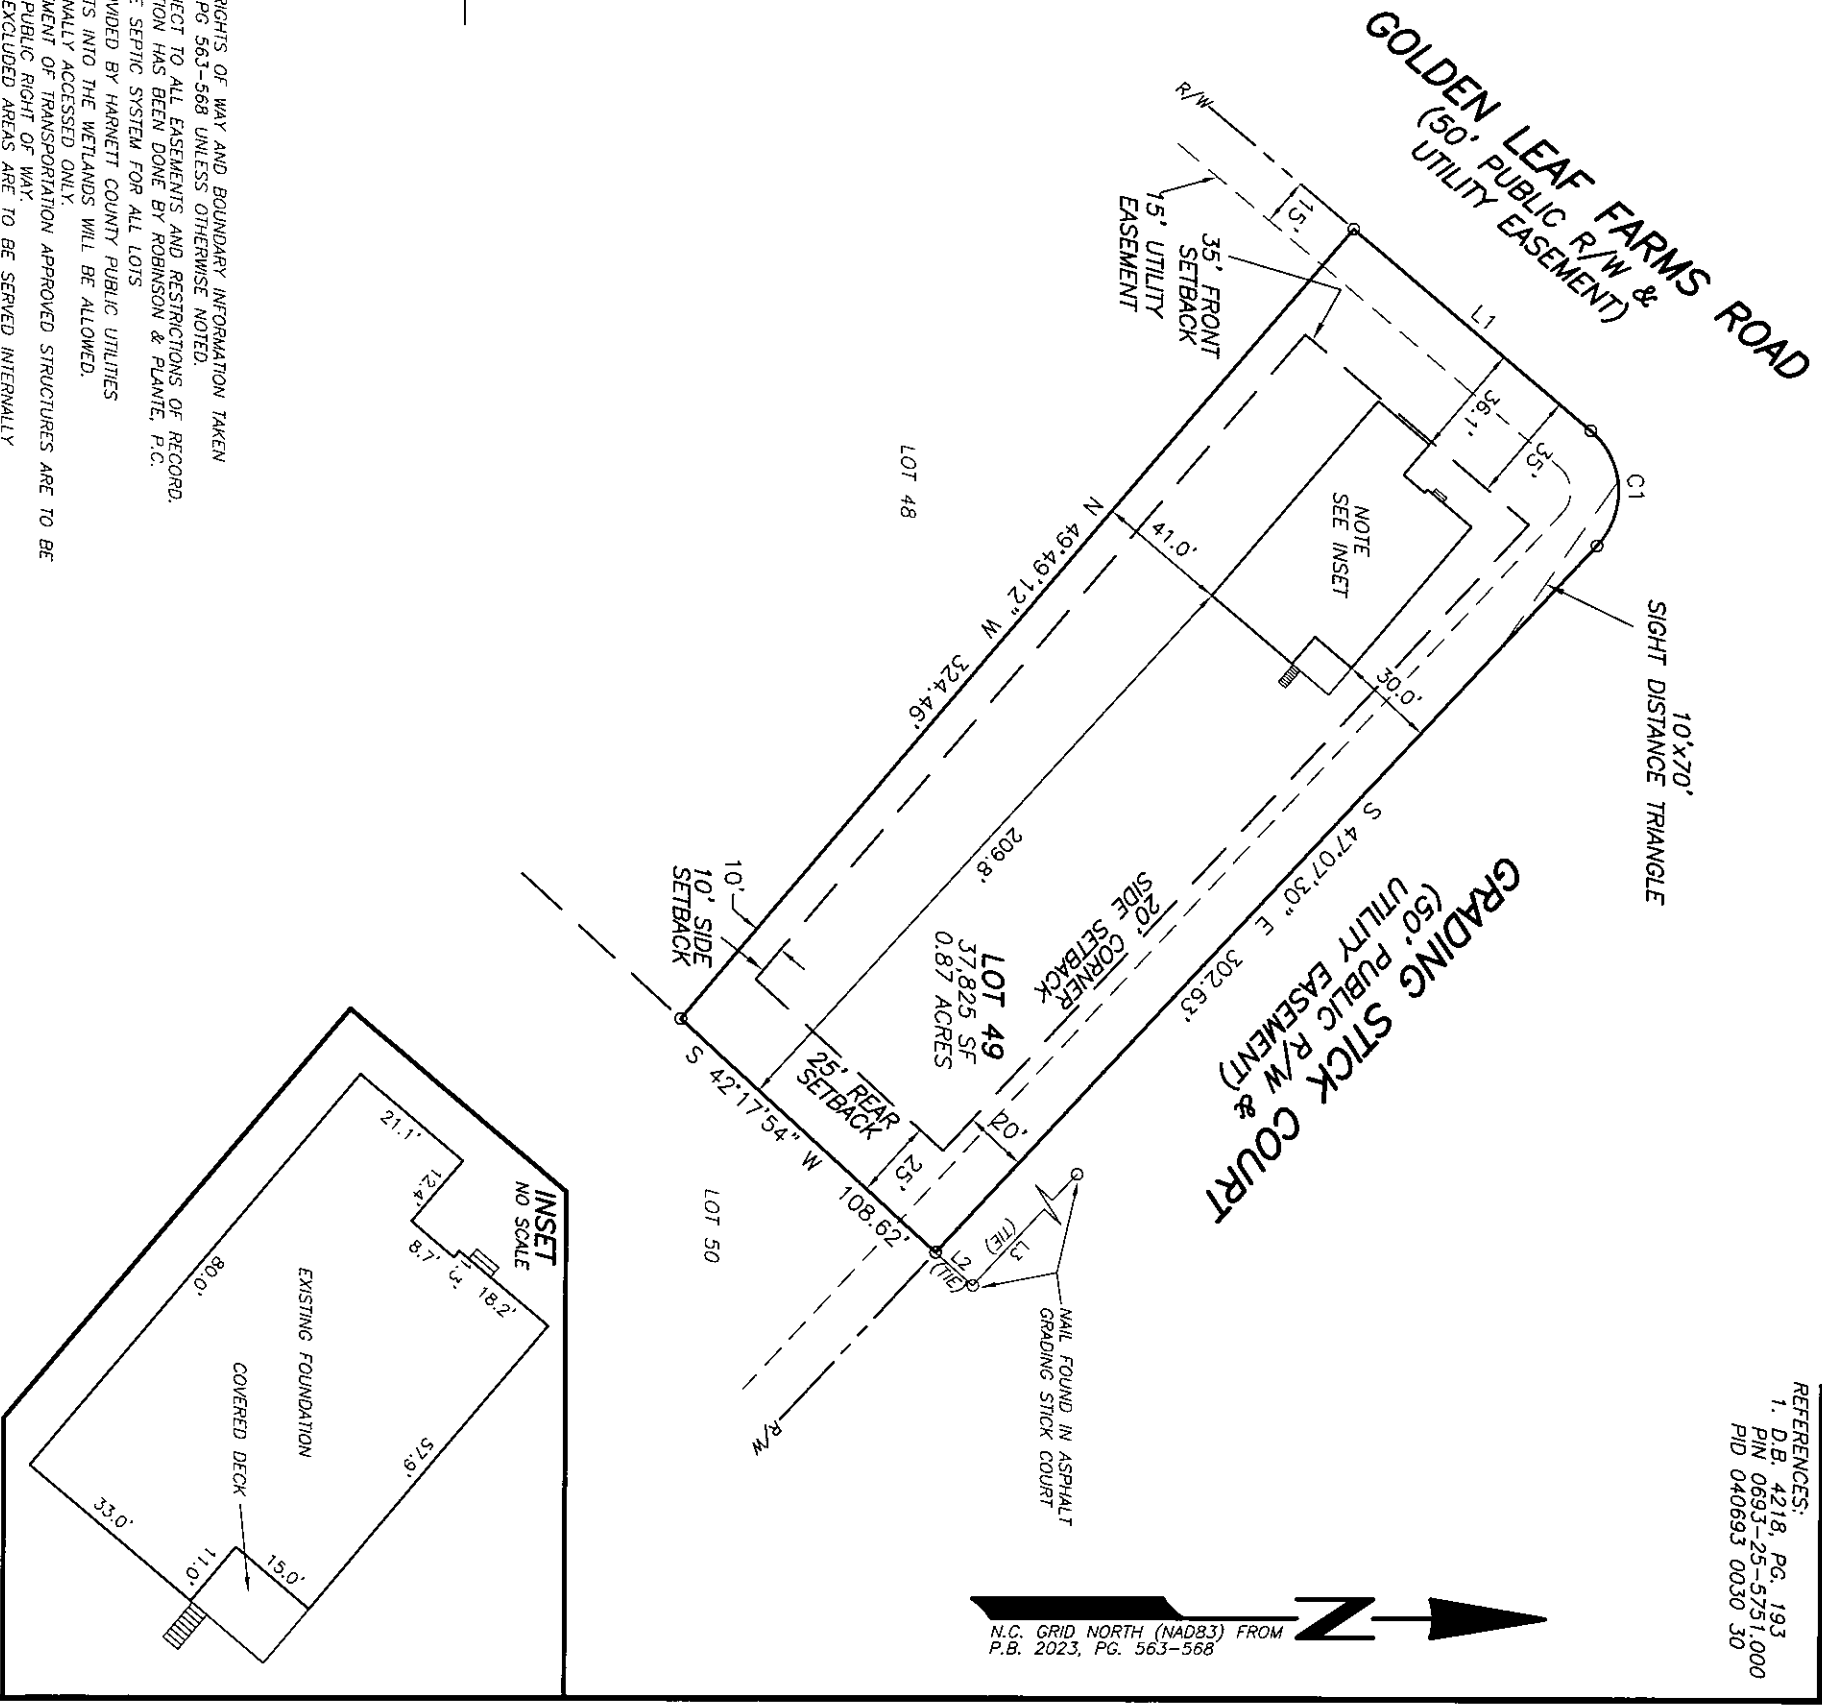 REFERENCES:
1. D.B. 4218, PG. 193
PIN 0693-25-5751.000
PID 040693 0030 30
GOLDEN LEAF FARMS ROAD
(50' PUBLIC R/W &
UTILITY EASEMENT)
R/W
15'
15' UTILITY
EASEMENT
35' FRONT
SETBACK
L1
36.1'
35'
C1
10'x70'
SIGHT DISTANCE TRIANGLE
NOTE
SEE INSET
41.0'
30.0'
LOT 48
N 49°49'12" W 324.46'
209.8'
S 47°07'30" E 302.63'
GRADING STICK COURT
(50' PUBLIC R/W &
UTILITY EASEMENT)
20' CORNER
SIDE SETBACK
LOT 49
37,825 SF
0.87 ACRES
10'
10' SIDE
SETBACK
25' REAR
SETBACK
25'
20'
S 42°17'54" W 108.62'
LOT 50
L2
(TIE)
L3
(TIE)
NAIL FOUND IN ASPHALT
GRADING STICK COURT
R/W
N
N.C. GRID NORTH (NAD83) FROM
P.B. 2023, PG. 563-568
INSET
NO SCALE
21.1'
12.4'
8.7'
18.2'
80.0'
EXISTING FOUNDATION
57.9'
COVERED DECK
33.0'
11.0'
15.0'
RIGHTS OF WAY AND BOUNDARY INFORMATION TAKEN
PG 563-568 UNLESS OTHERWISE NOTED.
JECT TO ALL EASEMENTS AND RESTRICTIONS OF RECORD.
TION HAS BEEN DONE BY ROBINSON & PLANTE, P.C.
E SEPTIC SYSTEM FOR ALL LOTS
VIDED BY HARNETT COUNTY PUBLIC UTILITIES
TS INTO THE WETLANDS WILL BE ALLOWED.
NALLY ACCESSED ONLY.
MENT OF TRANSPORTATION APPROVED STRUCTURES ARE TO BE
PUBLIC RIGHT OF WAY.
EXCLUDED AREAS ARE TO BE SERVED INTERNALLY